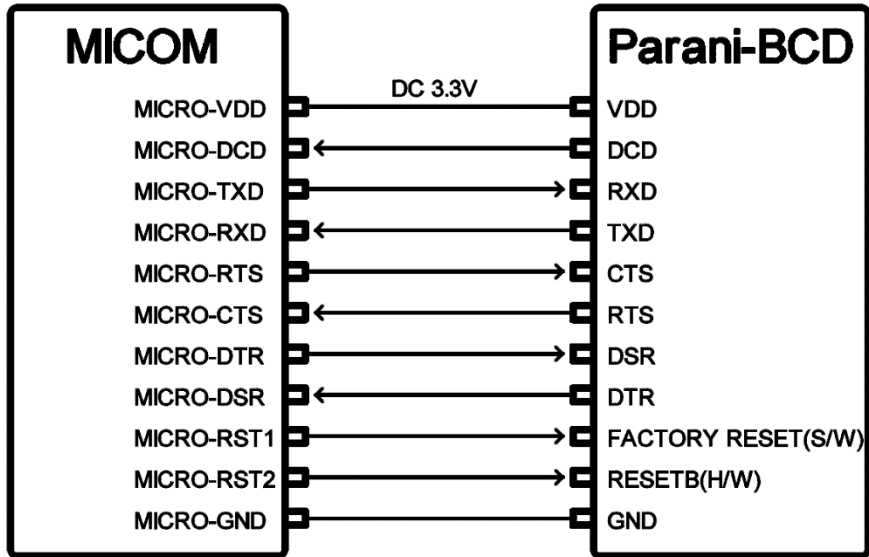 MICOM
Parani-BCD
DC 3.3V
MICRO-VDD VDD
MICRO-DCD DCD
MICRO-TXD RXD
MICRO-RXD TXD
MICRO-RTS CTS
MICRO-CTS RTS
MICRO-DTR DSR
MICRO-DSR DTR
MICRO-RST1 FACTORY RESET(S/W)
MICRO-RST2 RESETB(H/W)
MICRO-GND GND